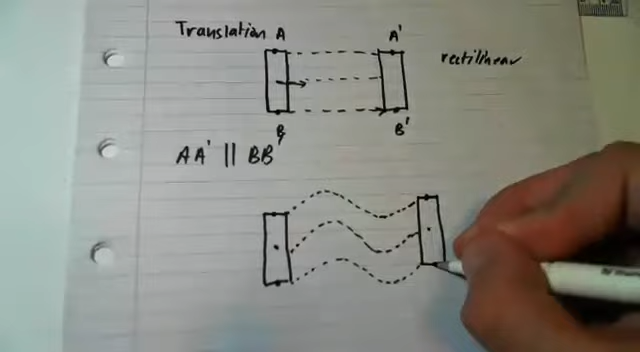 Translation A A'
rectilinear
B B'
AA' || BB'